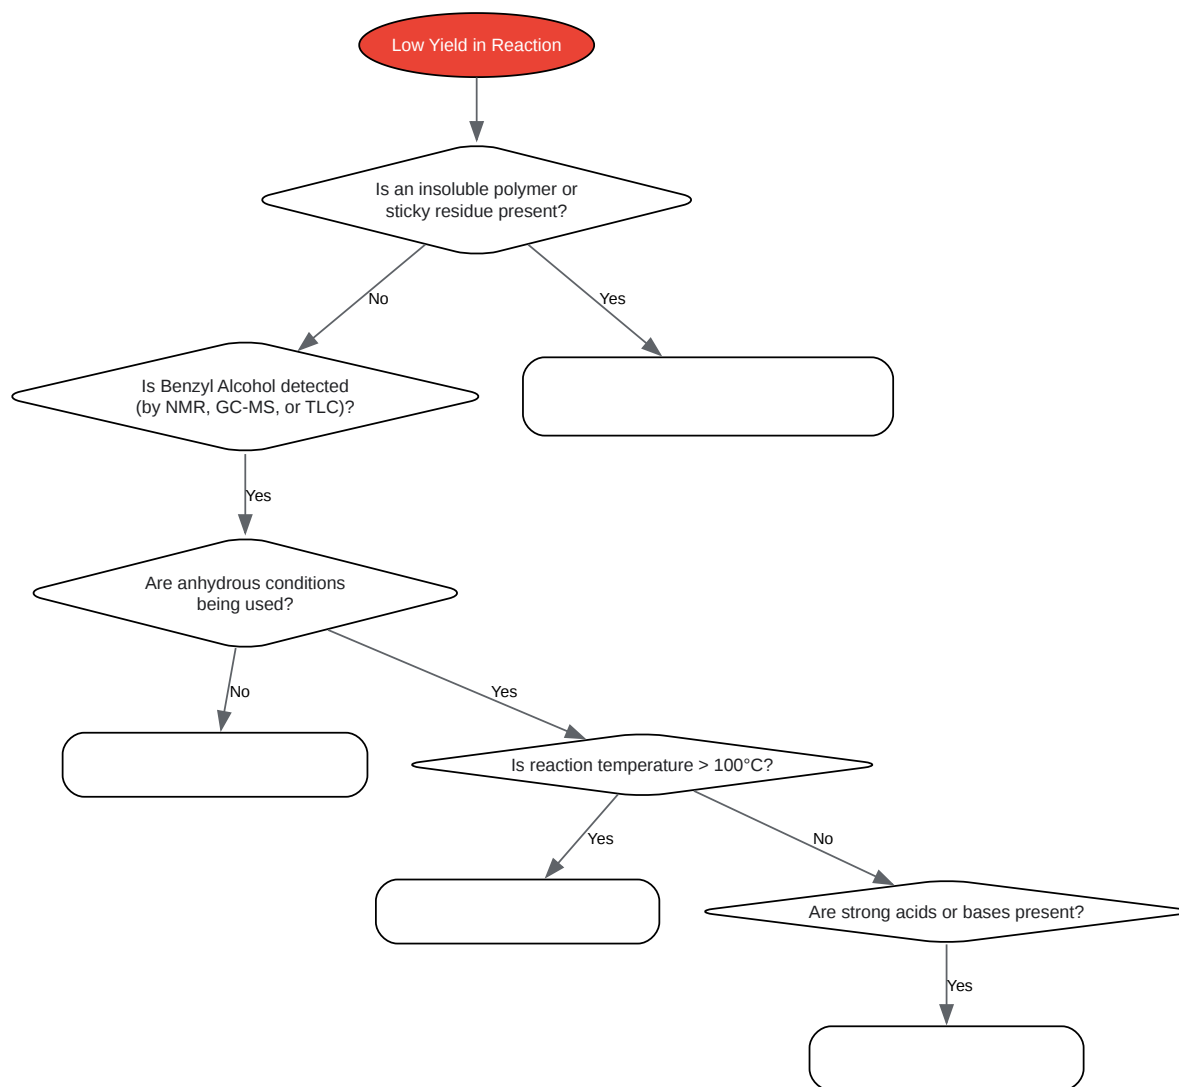 Low Yield in Reaction
Is an insoluble polymer or
sticky residue present?
No
Yes
Is Benzyl Alcohol detected
(by NMR, GC-MS, or TLC)?
Yes
Are anhydrous conditions
being used?
No
Yes
Is reaction temperature > 100°C?
Yes
No
Are strong acids or bases present?
Yes